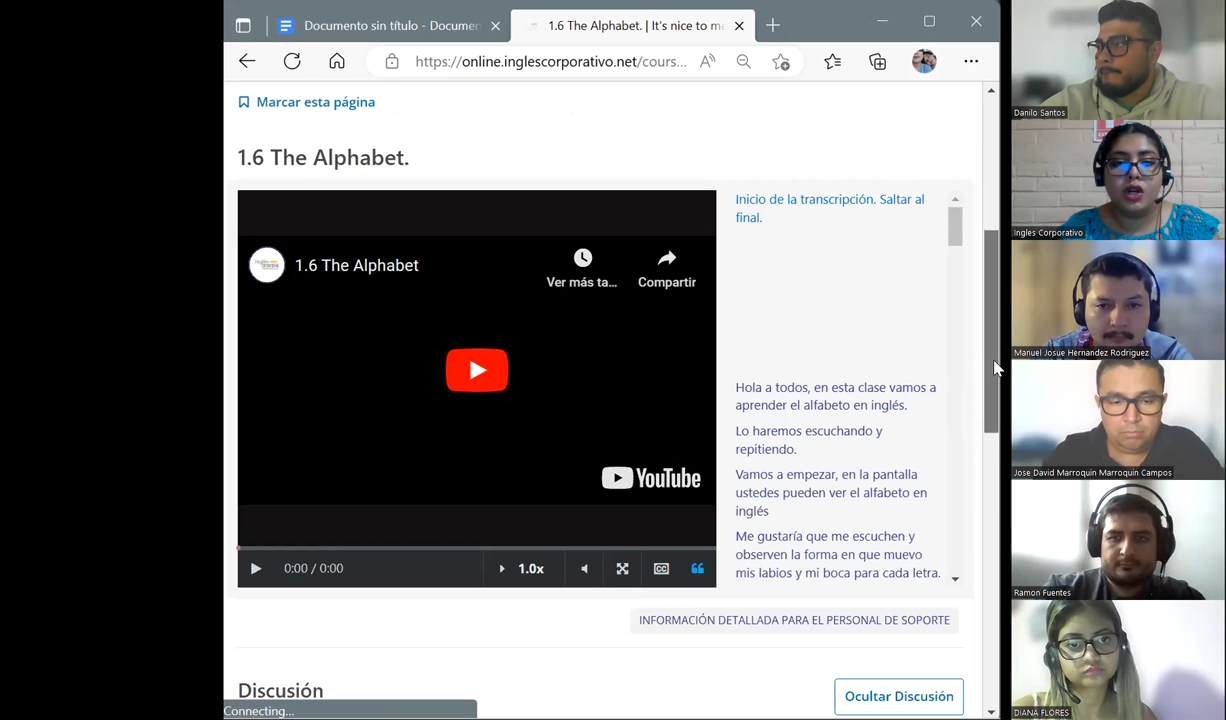 Documento sin título - Documen
1.6 The Alphabet. | It's nice to me
https://online.inglescorporativo.net/cours...
Marcar esta página
1.6 The Alphabet.
1.6 The Alphabet
Ver más ta...
Compartir
YouTube
0:00 / 0:00
1.0x
CC
Inicio de la transcripción. Saltar al
final.
Hola a todos, en esta clase vamos a
aprender el alfabeto en inglés.
Lo haremos escuchando y
repitiendo.
Vamos a empezar, en la pantalla
ustedes pueden ver el alfabeto en
inglés
Me gustaría que me escuchen y
observen la forma en que muevo
mis labios y mi boca para cada letra.
INFORMACIÓN DETALLADA PARA EL PERSONAL DE SOPORTE
Discusión
Ocultar Discusión
Connecting...
Danilo Santos
Ingles Corporativo
Manuel Josue Hernandez Rodriguez
Jose David Marroquin Marroquin Campos
Ramon Fuentes
DIANA FLORES